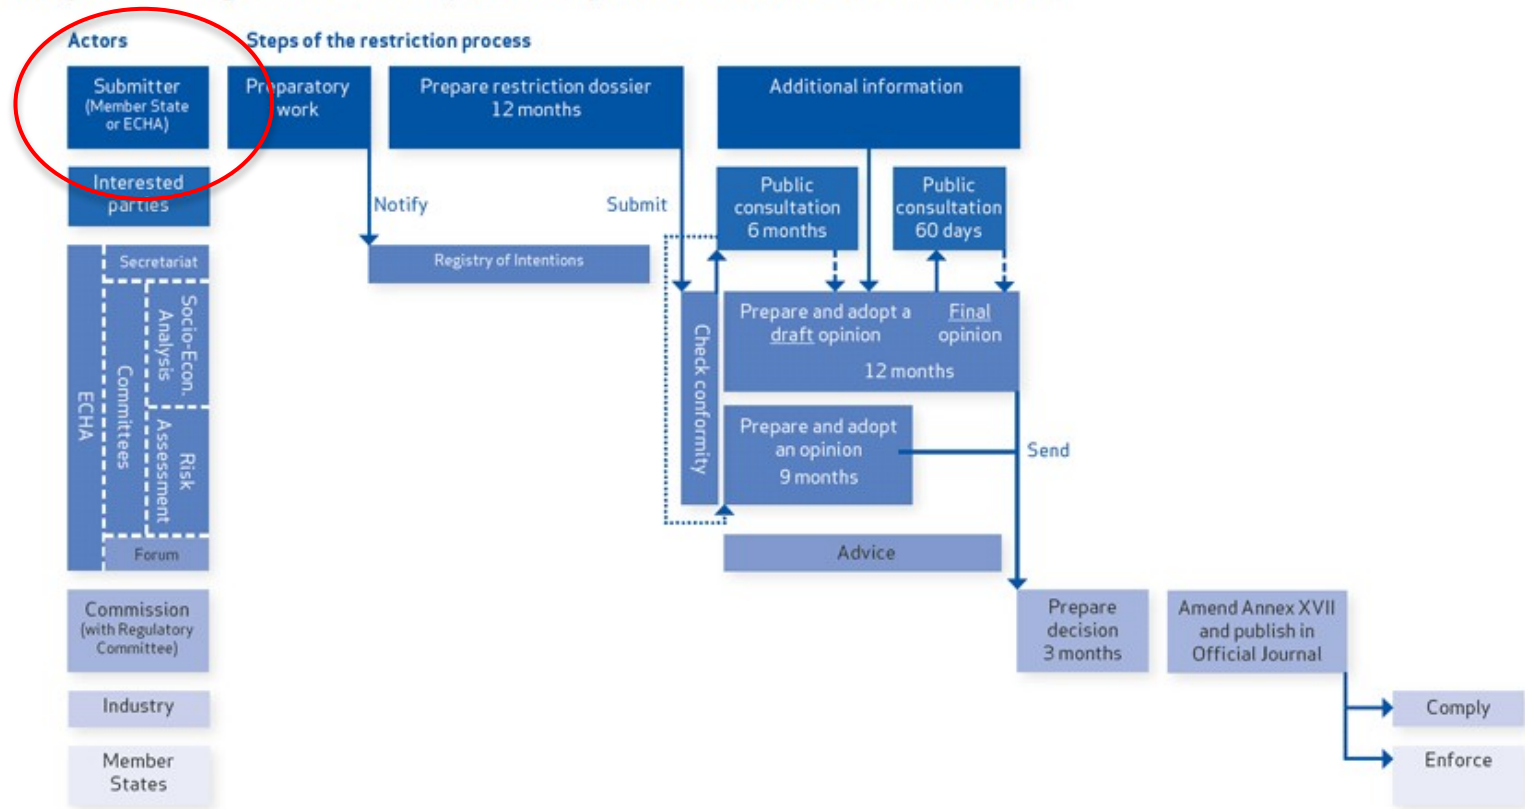 Actors
Steps of the restriction process
Submitter
(Member State
or ECHA)
Preparatory
work
Prepare restriction dossier
12 months
Additional information
Interested
parties
Notify
Submit
Public
consultation
6 months
Public
consultation
60 days
ECHA
Secretariat
Committees
Socio-Econ.
Analysis
Risk
Assessment
Forum
Registry of Intentions
Check conformity
Prepare and adopt a
draft opinion
Final
opinion
12 months
Prepare and adopt
an opinion
9 months
Send
Advice
Commission
(with Regulatory
Committee)
Prepare
decision
3 months
Amend Annex XVII
and publish in
Official Journal
Industry
Comply
Member
States
Enforce